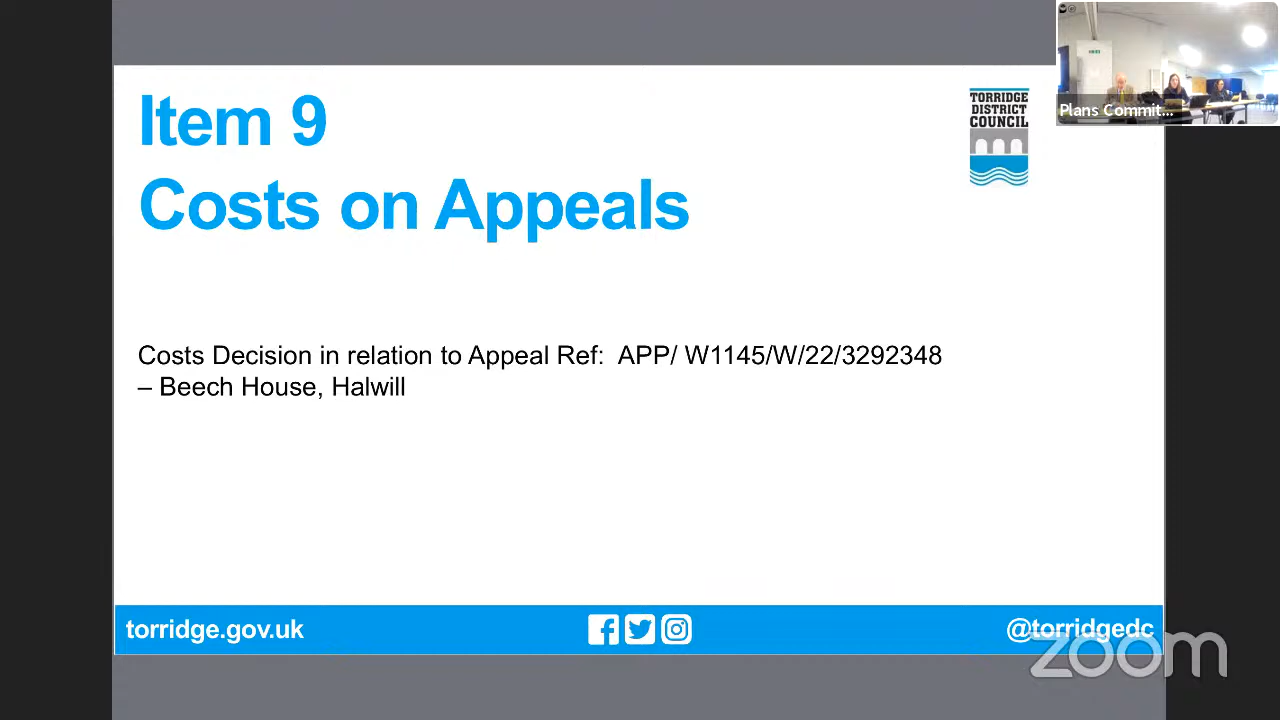 Item 9
Costs on Appeals
TORRIDGE
DISTRICT
COUNCIL
Plans Commit...
Costs Decision in relation to Appeal Ref:  APP/ W1145/W/22/3292348
– Beech House, Halwill
torridge.gov.uk
@torridgedc
zoom